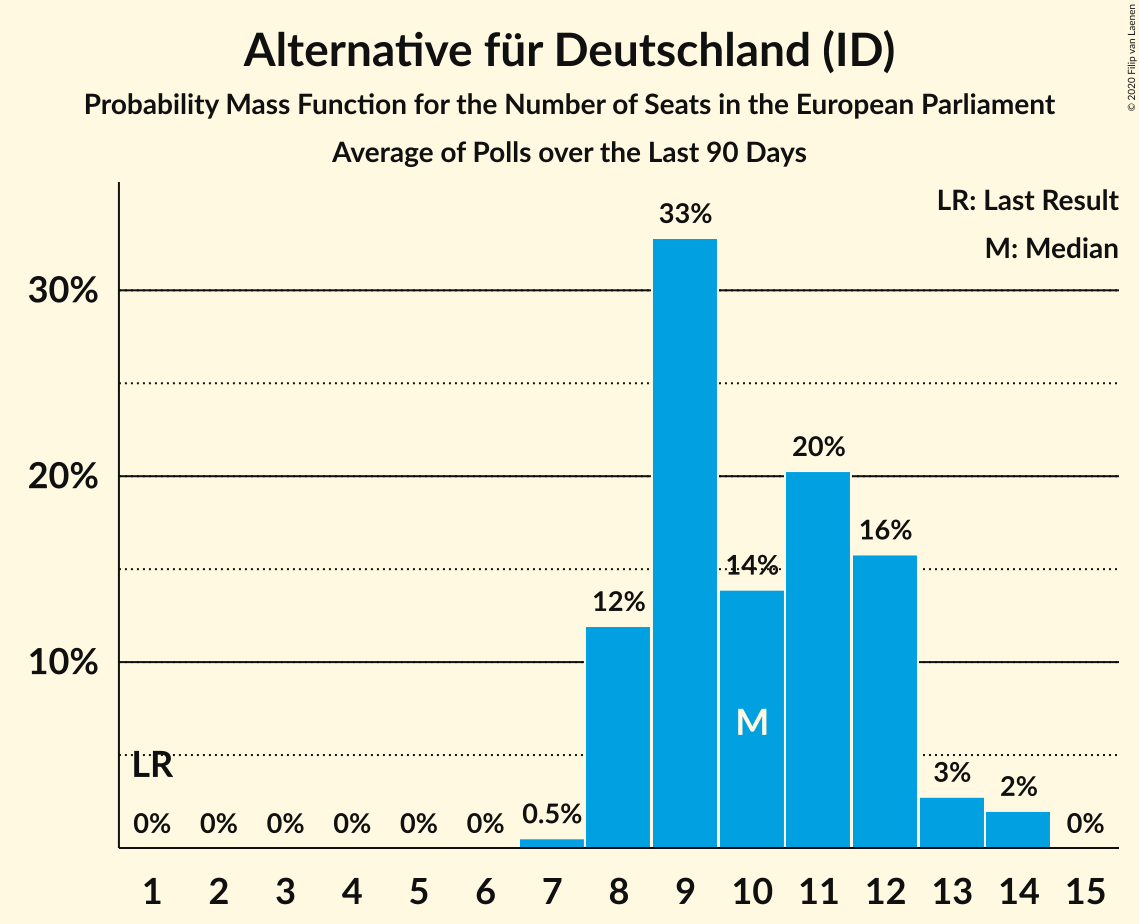 Alternative für Deutschland (ID)
Probability Mass Function for the Number of Seats in the European Parliament
Average of Polls over the Last 90 Days
© 2020 Filip van Laenen
LR: Last Result
M: Median
33%
30%
20%
20%
16%
14%
12%
10%
M
LR
3%
2%
0% 0% 0% 0% 0% 0% 0.5% 0%
1 2 3 4 5 6 7 8 9 10 11 12 13 14 15